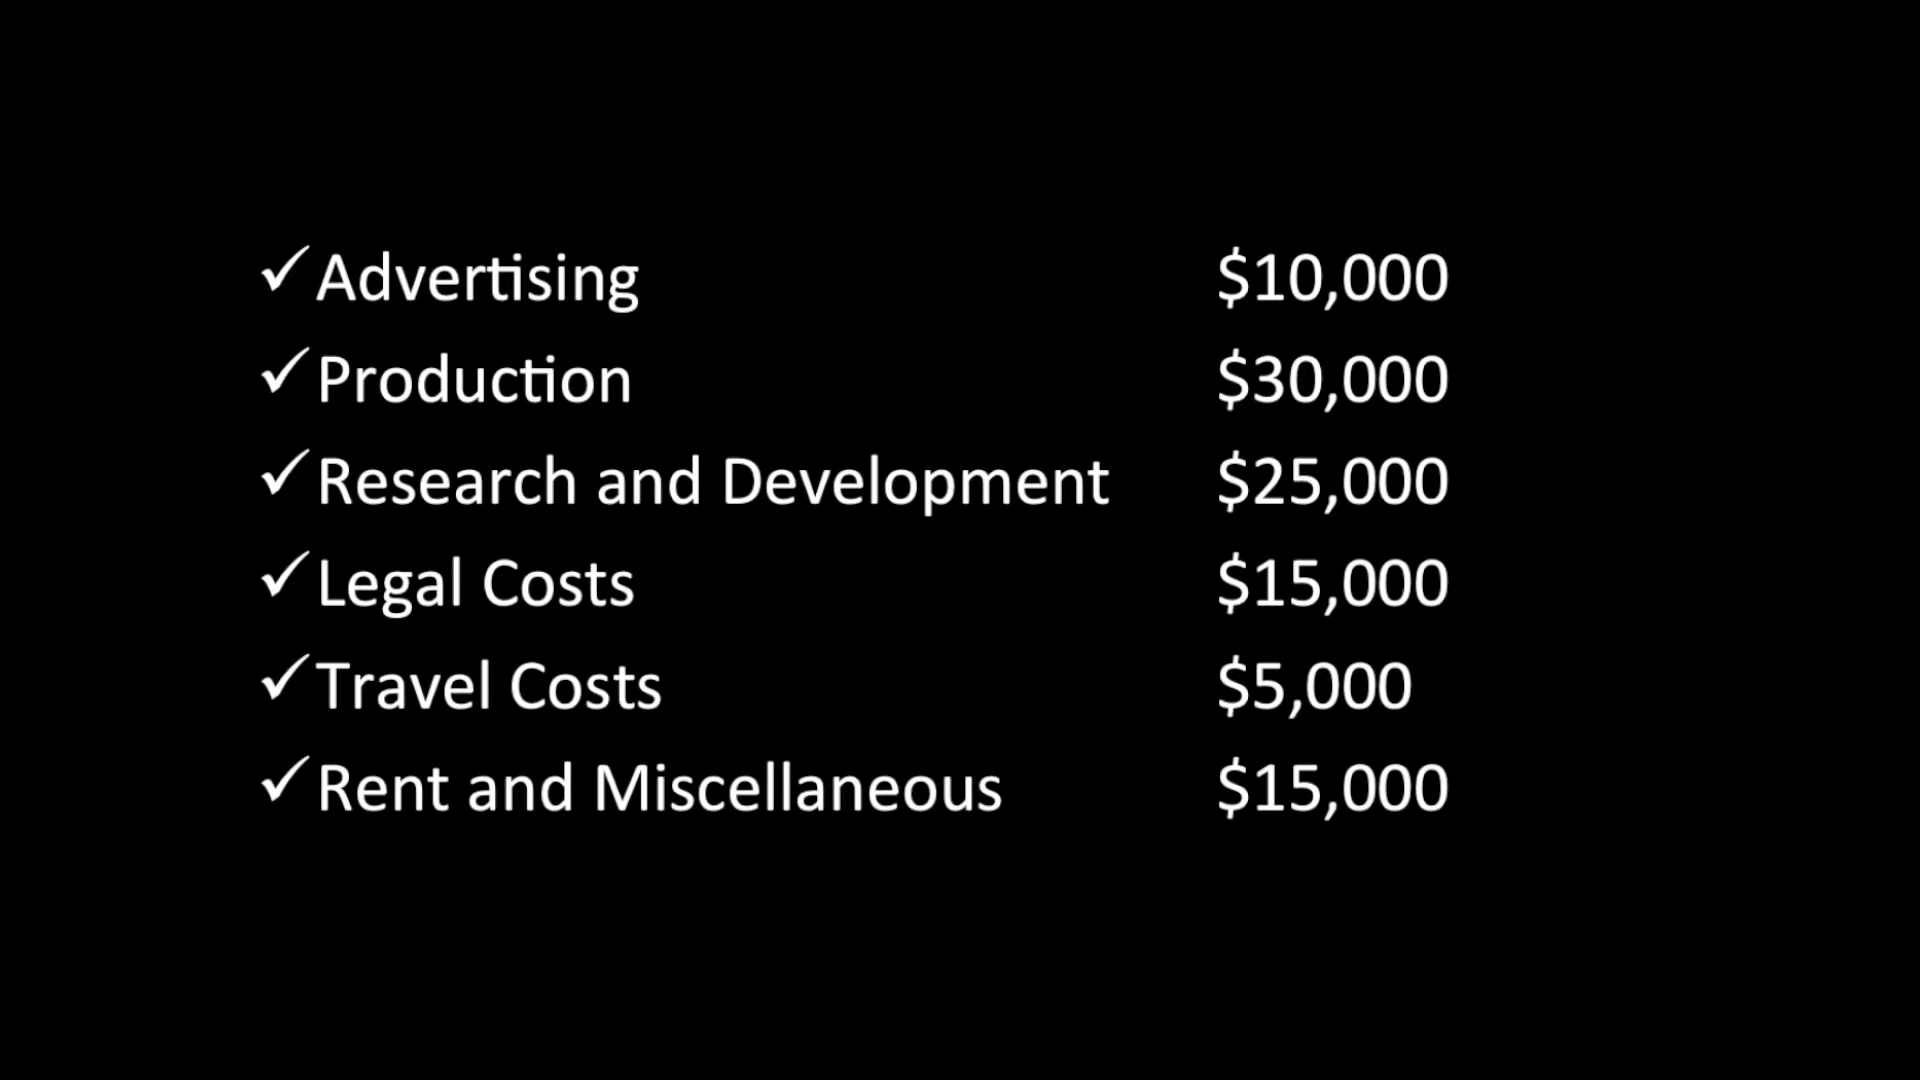 ✓Advertising $10,000
✓Production $30,000
✓Research and Development $25,000
✓Legal Costs $15,000
✓Travel Costs $5,000
✓Rent and Miscellaneous $15,000